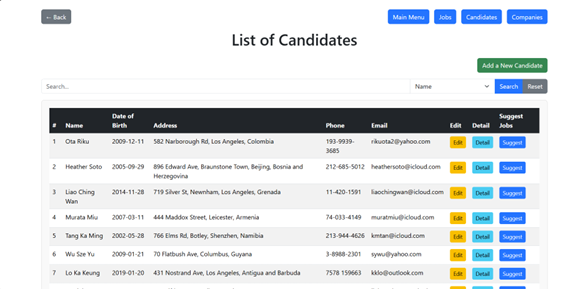 ← Back Main Menu Jobs Candidates Companies
List of Candidates
Add a New Candidate
Search... Name Search Reset
# Name Date of Birth Address Phone Email Edit Detail Suggest Jobs
1 Ota Riku 2009-12-11 582 Narborough Rd, Los Angeles, Colombia 193-9939-3685 rikuota2@yahoo.com Edit Detail Suggest
2 Heather Soto 2005-09-29 896 Edward Ave, Braunstone Town, Beijing, Bosnia and Herzegovina 212-685-5012 heathersoto@icloud.com Edit Detail Suggest
3 Liao Ching Wan 2014-11-28 719 Silver St, Newnham, Los Angeles, Grenada 11-420-1591 liaochingwan@icloud.com Edit Detail Suggest
4 Murata Miu 2007-03-11 444 Maddox Street, Leicester, Armenia 74-033-4149 muratmiu@icloud.com Edit Detail Suggest
5 Tang Ka Ming 2002-05-28 766 Elms Rd, Botley, Shenzhen, Namibia 213-944-4626 kmtan@icloud.com Edit Detail Suggest
6 Wu Sze Yu 2009-01-21 70 Flatbush Ave, Columbus, Guyana 3-8988-2301 sywu@yahoo.com Edit Detail Suggest
7 Lo Ka Keung 2019-01-20 431 Nostrand Ave, Los Angeles, Antigua and Barbuda 7578 159663 kklo@outlook.com Edit Detail Suggest